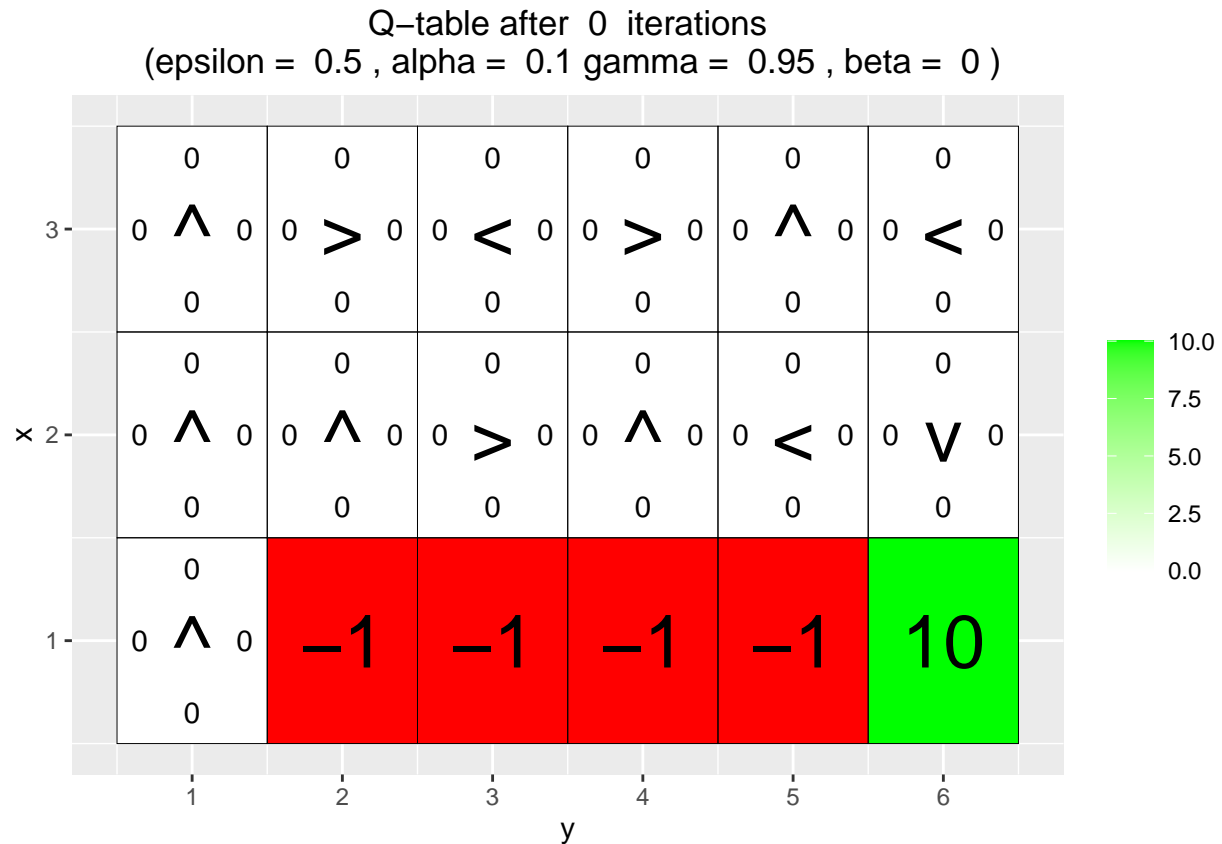 Q−table after 0 iterations
(epsilon = 0.5 , alpha = 0.1 gamma = 0.95 , beta = 0 )
0 0 0 0 0 0
3 0 ^ 0 0 > 0 0 < 0 0 > 0 0 ^ 0 0 < 0
0 0 0 0 0 0
0 0 0 0 0 0
x 2 0 ^ 0 0 ^ 0 0 > 0 0 ^ 0 0 < 0 0 v 0
0 0 0 0 0 0
0
1 0 ^ 0 −1 −1 −1 −1 10
0
1 2 3 4 5 6
y
10.0
7.5
5.0
2.5
0.0